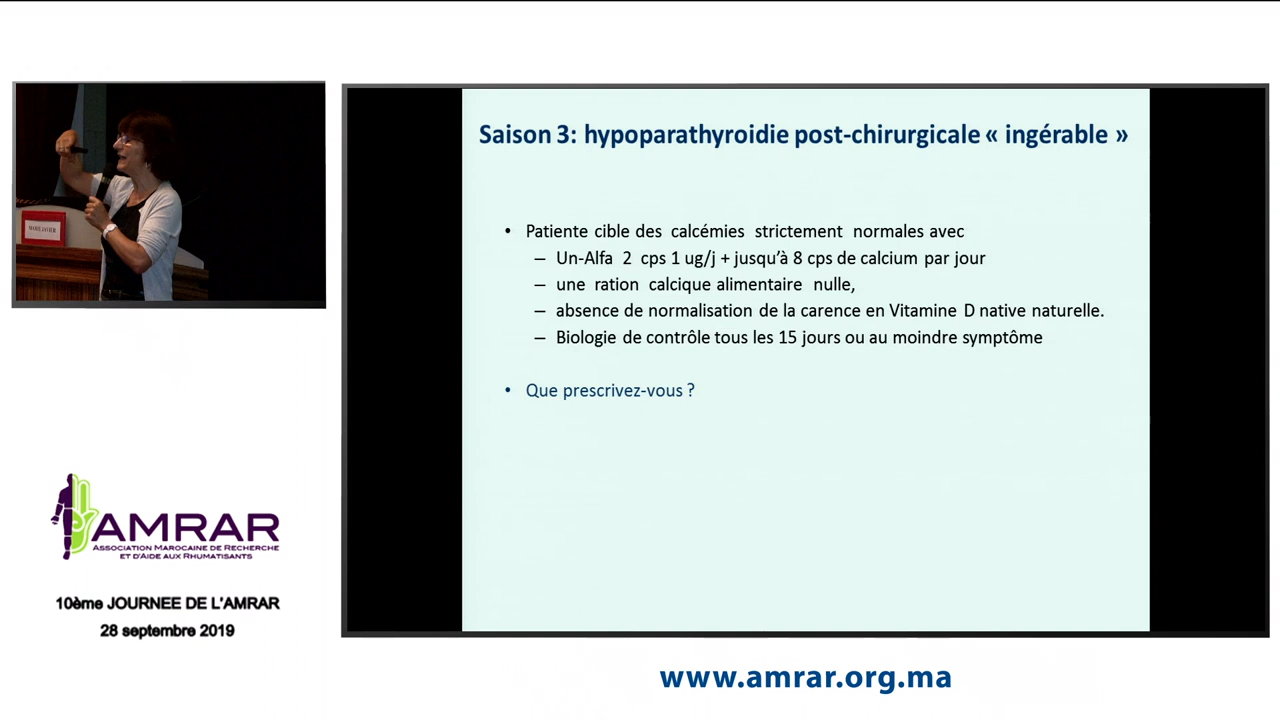 Saison 3: hypoparathyroidie post-chirurgicale « ingérable »
• Patiente cible des calcémies strictement normales avec
– Un-Alfa 2 cps 1 ug/j + jusqu'à 8 cps de calcium par jour
– une ration calcique alimentaire nulle,
– absence de normalisation de la carence en Vitamine D native naturelle.
– Biologie de contrôle tous les 15 jours ou au moindre symptôme
• Que prescrivez-vous ?
AMRAR
ASSOCIATION MAROCAINE DE RECHERCHE
ET D'AIDE AUX RHUMATISANTS
10ème JOURNEE DE L'AMRAR
28 septembre 2019
www.amrar.org.ma